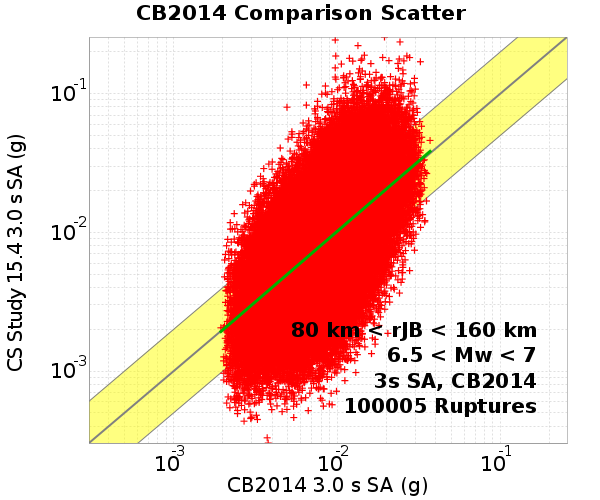 CB2014 Comparison Scatter
CS Study 15.4 3.0 s SA (g)
10-1
10-2
10-3
80 km < rJB < 160 km
6.5 < Mw < 7
3s SA, CB2014
100005 Ruptures
10-3 10-2 10-1
CB2014 3.0 s SA (g)